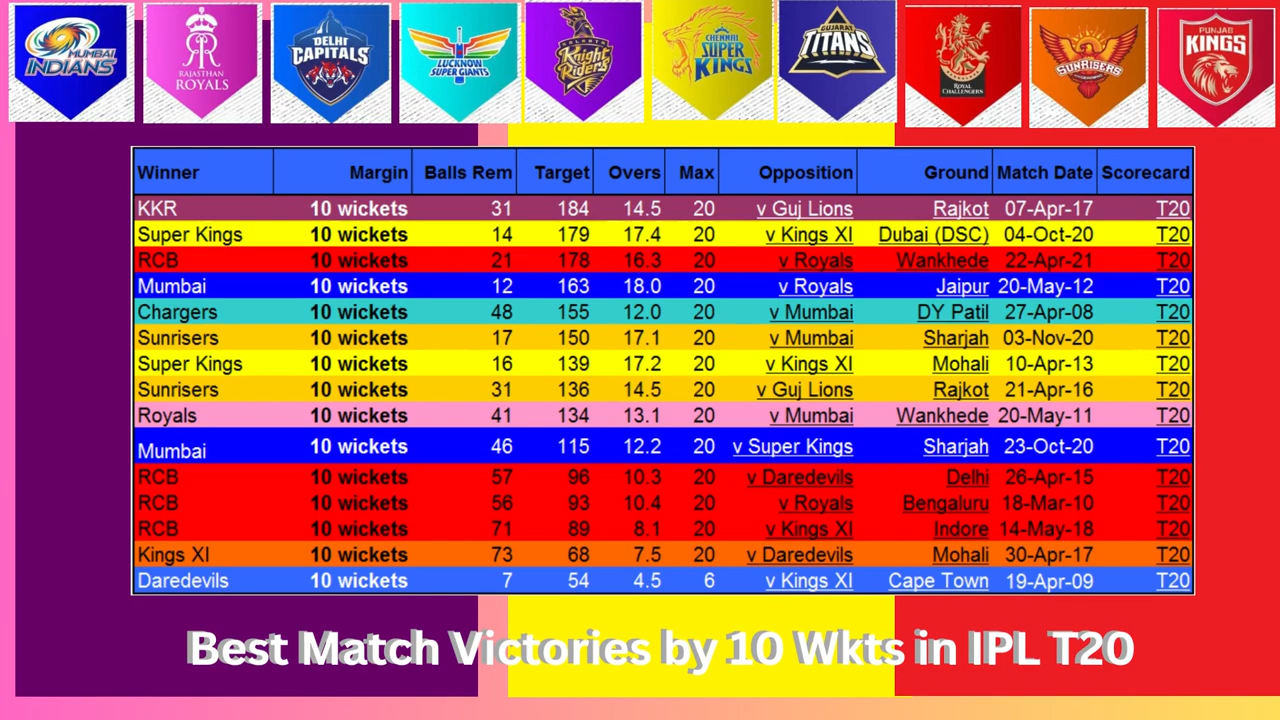 MUMBAI INDIANS
RAJASTHAN ROYALS
DELHI CAPITALS
LUCKNOW SUPER GIANTS
KOLKATA Knight Riders
CHENNAI SUPER KINGS
GUJARAT TITANS
ROYAL CHALLENGERS
SUNRISERS
PUNJAB KINGS
Winner Margin Balls Rem Target Overs Max Opposition Ground Match Date Scorecard
KKR 10 wickets 31 184 14.5 20 v Guj Lions Rajkot 07-Apr-17 T20
Super Kings 10 wickets 14 179 17.4 20 v Kings XI Dubai (DSC) 04-Oct-20 T20
RCB 10 wickets 21 178 16.3 20 v Royals Wankhede 22-Apr-21 T20
Mumbai 10 wickets 12 163 18.0 20 v Royals Jaipur 20-May-12 T20
Chargers 10 wickets 48 155 12.0 20 v Mumbai DY Patil 27-Apr-08 T20
Sunrisers 10 wickets 17 150 17.1 20 v Mumbai Sharjah 03-Nov-20 T20
Super Kings 10 wickets 16 139 17.2 20 v Kings XI Mohali 10-Apr-13 T20
Sunrisers 10 wickets 31 136 14.5 20 v Guj Lions Rajkot 21-Apr-16 T20
Royals 10 wickets 41 134 13.1 20 v Mumbai Wankhede 20-May-11 T20
Mumbai 10 wickets 46 115 12.2 20 v Super Kings Sharjah 23-Oct-20 T20
RCB 10 wickets 57 96 10.3 20 v Daredevils Delhi 26-Apr-15 T20
RCB 10 wickets 56 93 10.4 20 v Royals Bengaluru 18-Mar-10 T20
RCB 10 wickets 71 89 8.1 20 v Kings XI Indore 14-May-18 T20
Kings XI 10 wickets 73 68 7.5 20 v Daredevils Mohali 30-Apr-17 T20
Daredevils 10 wickets 7 54 4.5 6 v Kings XI Cape Town 19-Apr-09 T20
Best Match Victories by 10 Wkts in IPL T20